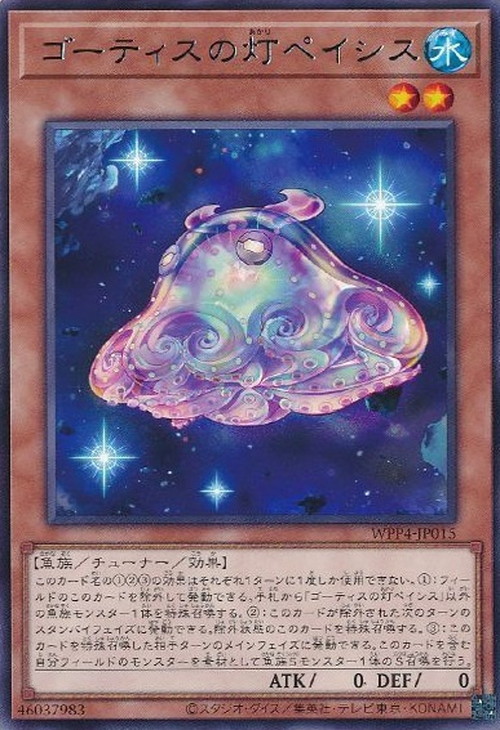 ゴーティスの灯ペイシス
あかり
水
WPP4-JP015
【魚族/チューナー/効果】
このカード名の①②③の効果はそれぞれ1ターンに1度しか使用できない。①:フィー
ルドのこのカードを除外して発動できる。手札から「ゴーティスの灯ペイシス」以外
の魚族モンスター1体を特殊召喚する。②:このカードが除外された次のターンの
スタンバイフェイズに発動できる。除外状態のこのカードを特殊召喚する。③:このカ
ードを特殊召喚した相手ターンのメインフェイズに発動できる。このカードを含む
自分フィールドのモンスターを素材として魚族Sモンスター1体のS召喚を行う。
ATK/ 0 DEF/ 0
46037983 ©スタジオ・ダイス/集英社・テレビ東京・KONAMI